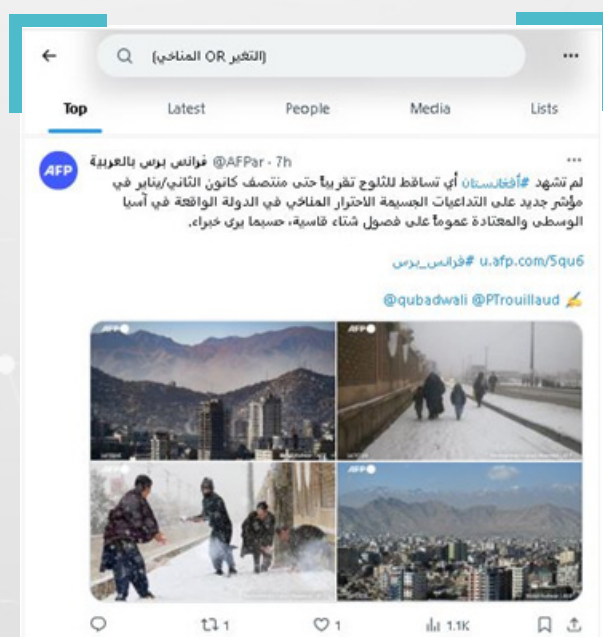 (التغير OR المناخي)
Top Latest People Media Lists
AFP
فرانس برس بالعربية @AFPar · 7h
لم تشهد #أفغانستان أي تساقط للثلوج تقريباً حتى منتصف كانون الثاني/يناير في
مؤشر جديد على التداعيات الجسيمة الاحترار المناخي في الدولة الواقعة في آسيا
الوسطى والمعتادة عموماً على فصول شتاء قاسية، حسبما يرى خبراء.
u.afp.com/5qu6 #فرانس_برس
@qubadwali @PTrouillaud
AFP
AFP
AFP
AFP
1 1 1.1K